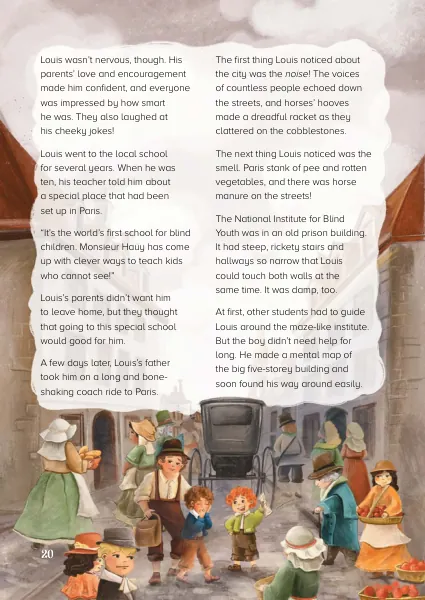 Louis wasn't nervous, though. His
parents' love and encouragement
made him confident, and everyone
was impressed by how smart
he was. They also laughed at
his cheeky jokes!
Louis went to the local school
for several years. When he was
ten, his teacher told him about
a special place that had been
set up in Paris.
“It's the world's first school for blind
children. Monsieur Hauy has come
up with clever ways to teach kids
who cannot see!”
Louis's parents didn't want him
to leave home, but they thought
that going to this special school
would good for him.
A few days later, Louis's father
took him on a long and bone-
shaking coach ride to Paris.
The first thing Louis noticed about
the city was the noise! The voices
of countless people echoed down
the streets, and horses' hooves
made a dreadful racket as they
clattered on the cobblestones.
The next thing Louis noticed was the
smell. Paris stank of pee and rotten
vegetables, and there was horse
manure on the streets!
The National Institute for Blind
Youth was in an old prison building.
It had steep, rickety stairs and
hallways so narrow that Louis
could touch both walls at the
same time. It was damp, too.
At first, other students had to guide
Louis around the maze-like institute.
But the boy didn't need help for
long. He made a mental map of
the big five-storey building and
soon found his way around easily.
20